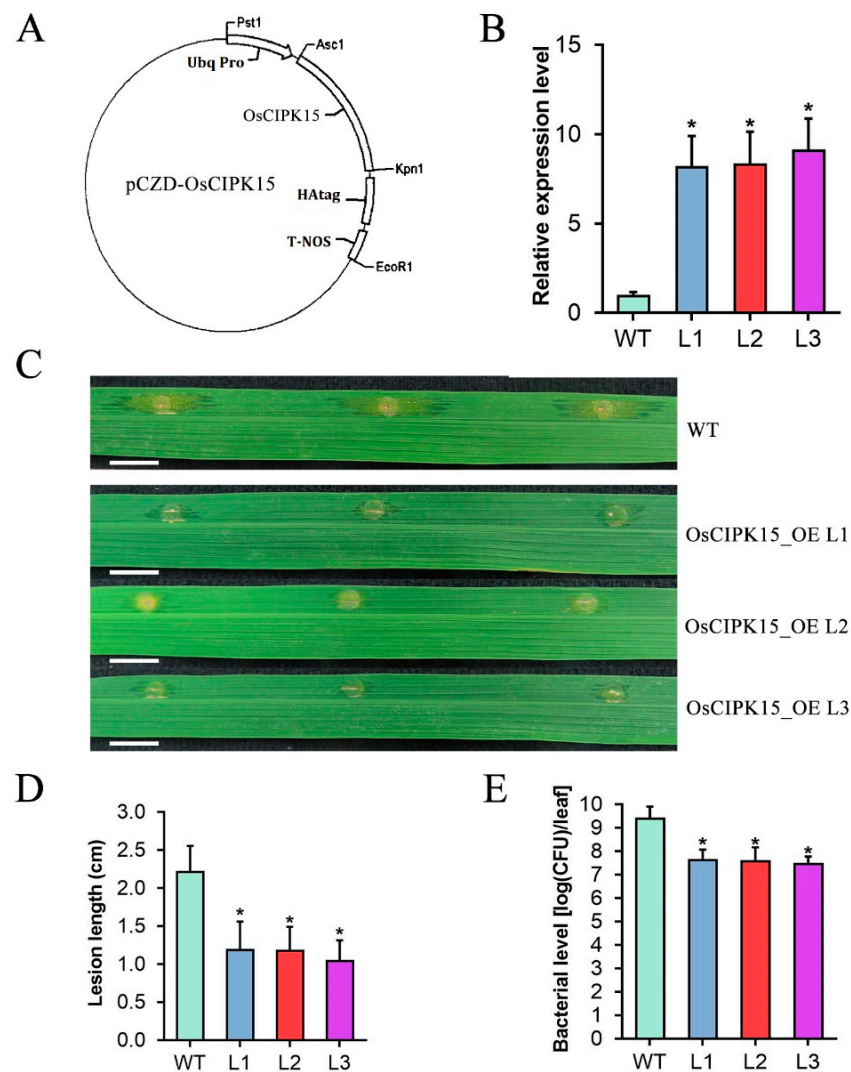 A
Pst1
Asc1
Ubq Pro
OsCIPK15
pCZD-OsCIPK15
Kpn1
HAtag
T-NOS
EcoR1
B
Relative expression level
15
10
5
0
*
*
*
WT L1 L2 L3
C
WT
OsCIPK15_OE L1
OsCIPK15_OE L2
OsCIPK15_OE L3
D
Lesion length (cm)
3.0
2.5
2.0
1.5
1.0
0.5
0.0
*
*
*
WT L1 L2 L3
E
Bacterial level [log(CFU)/leaf]
10
9
8
7
6
5
4
3
2
1
0
*
*
*
WT L1 L2 L3